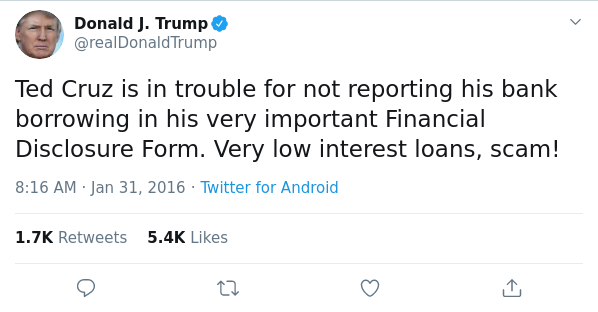 Donald J. Trump
@realDonaldTrump
Ted Cruz is in trouble for not reporting his bank
borrowing in his very important Financial
Disclosure Form. Very low interest loans, scam!
8:16 AM · Jan 31, 2016 · Twitter for Android
1.7K Retweets 5.4K Likes